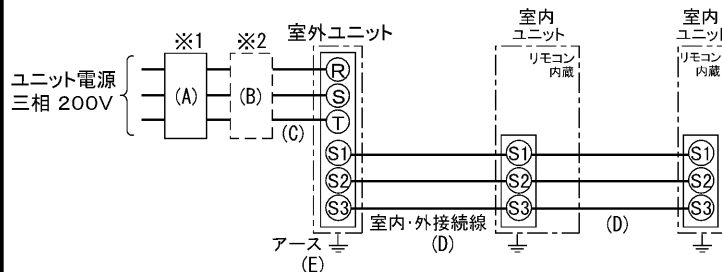 ※1
※2
室外ユニット
室内
ユニット
室内
ユニット
リモコン
内蔵
リモコン
内蔵
ユニット電源
三相 200V
(A)
(B)
(C)
R
S
T
S1
S2
S3
S1
S2
S3
S1
S2
S3
室内・外接続線
(D)
(D)
アース
(E)